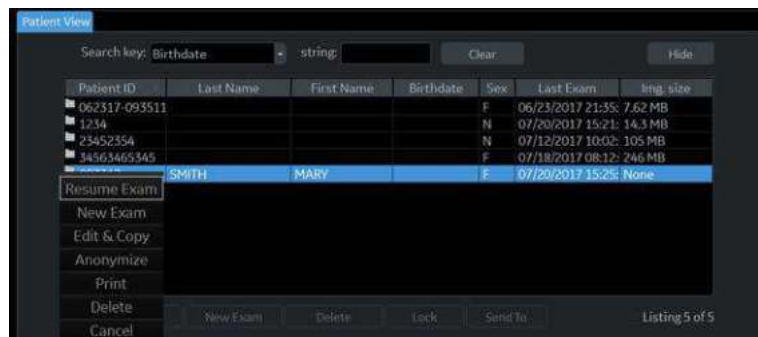 Patient View
Search key: Birthdate string: Clear Hide
Patient ID Last Name First Name Birthdate Sex Last Exam Img. size
062317-093511 F 06/23/2017 21:35: 7.62 MB
1234 N 07/20/2017 15:21: 14.3 MB
23452354 N 07/12/2017 10:02: 105 MB
34563465345 F 07/18/2017 08:12: 246 MB
SMITH MARY F 07/20/2017 15:25: None
Resume Exam
New Exam
Edit & Copy
Anonymize
Print
Delete
Cancel
New Exam Delete Lock Send To Listing 5 of 5